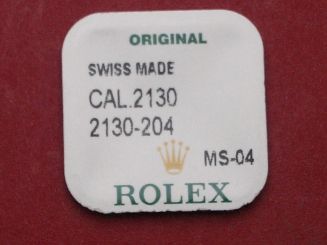 ORIGINAL
SWISS MADE
CAL.2130
2130-204
MS-04
ROLEX